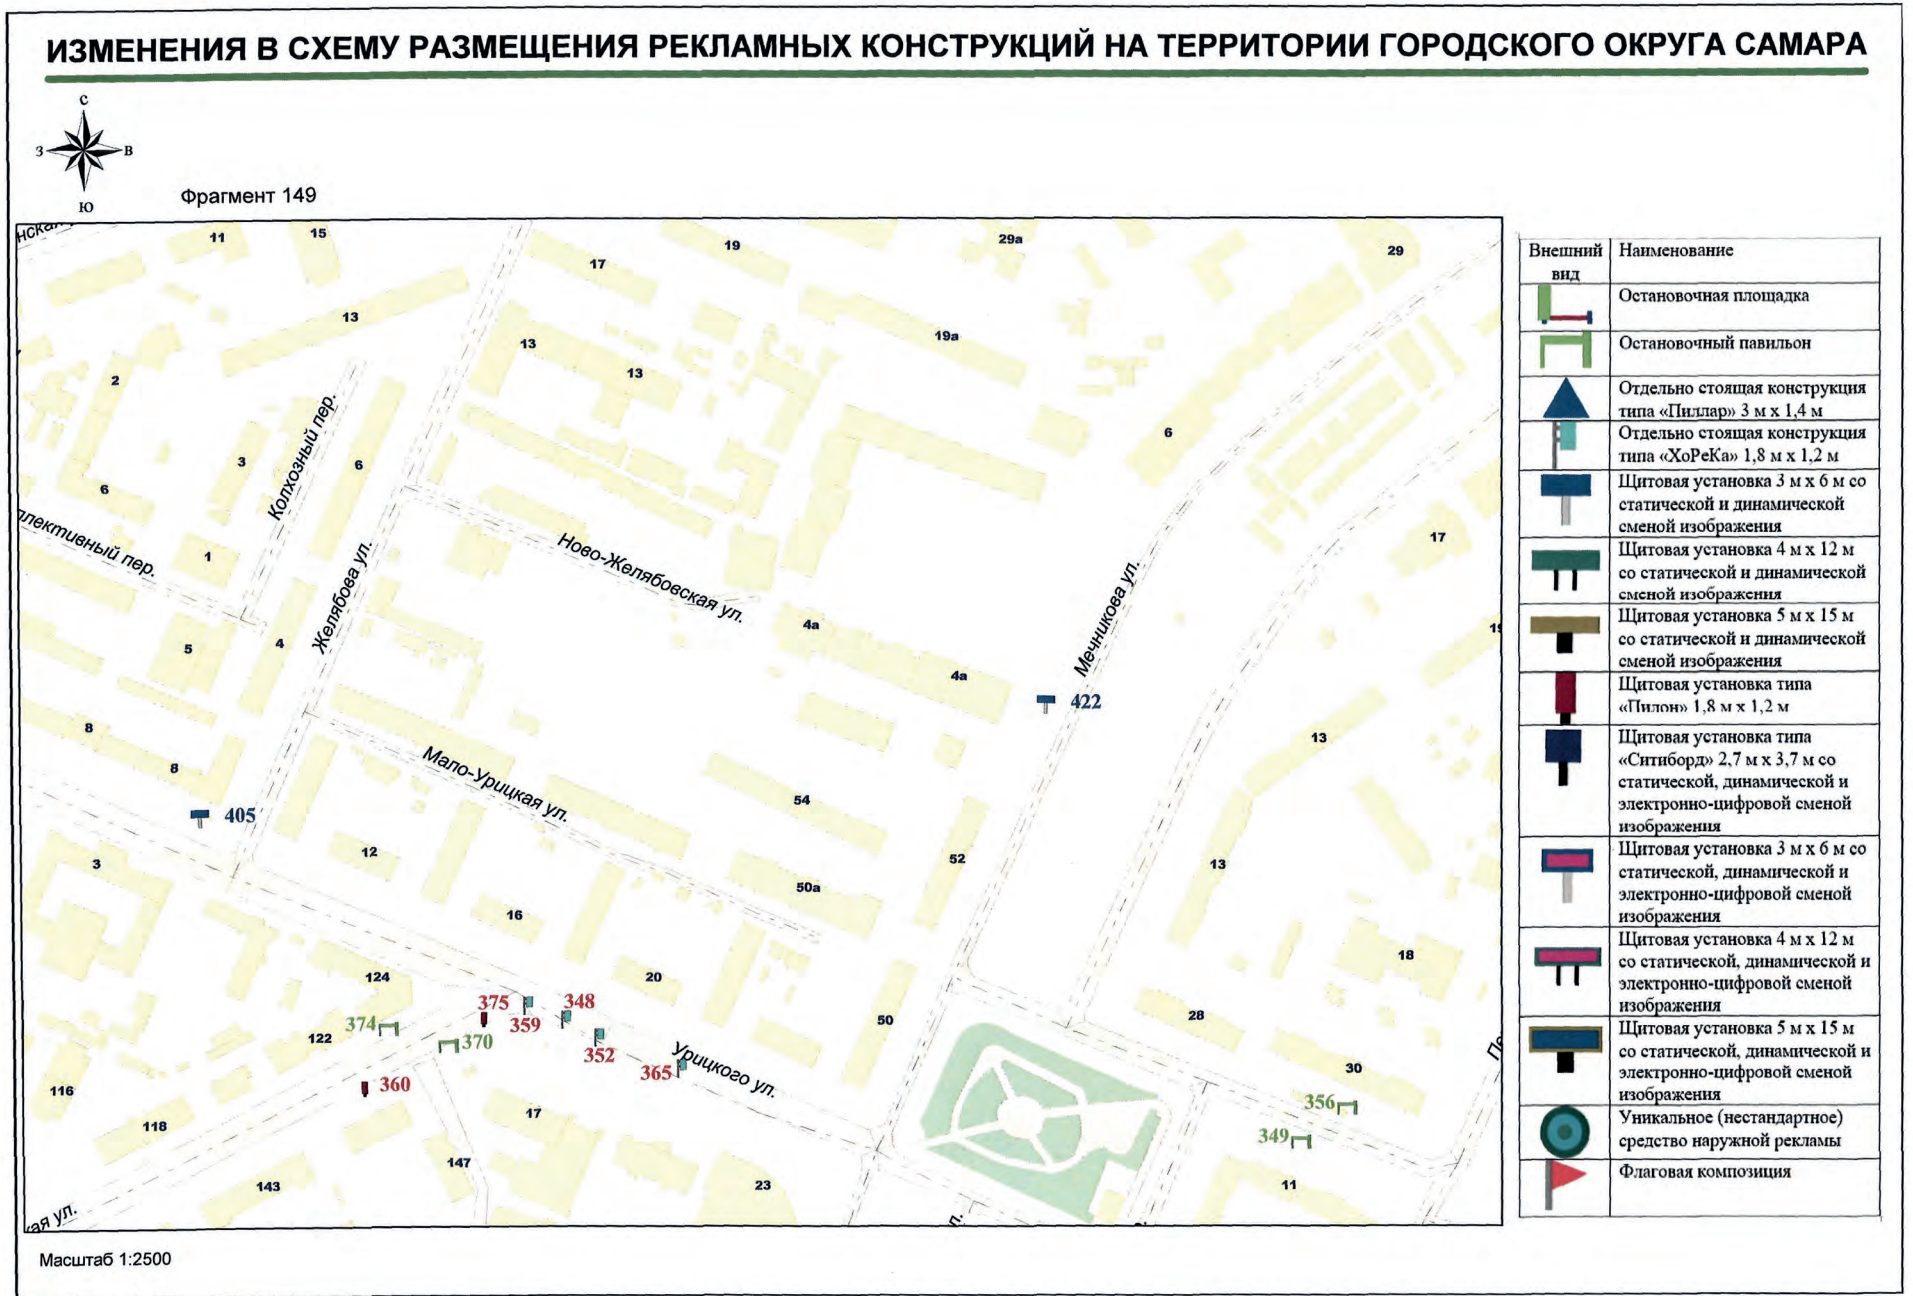 ИЗМЕНЕНИЯ В СХЕМУ РАЗМЕЩЕНИЯ РЕКЛАМНЫХ КОНСТРУКЦИЙ НА ТЕРРИТОРИИ ГОРОДСКОГО ОКРУГА САМАРА
С
З В
Ю
Фрагмент 149
11
15
17
19
29а
29
13
13
13
19а
2
3
6
6
6
Колхозный пер.
1
17
Желябова ул.
Ново-Желябовская ул.
Мечникова ул.
5
4
4а
4а
422
13
8
8
Мало-Урицкая ул.
405
54
3
12
50а
52
13
16
18
124
20
50
28
375
359
348
352
365
Урицкого ул.
374
370
122
360
116
118
17
147
143
23
30
356
349
11
Масштаб 1:2500
Внешний вид
Наименование
Остановочная площадка
Остановочный павильон
Отдельно стоящая конструкция
типа «Пиллар» 3 м х 1,4 м
Отдельно стоящая конструкция
типа «ХоРеКа» 1,8 м х 1,2 м
Щитовая установка 3 м х 6 м со
статической и динамической
сменой изображения
Щитовая установка 4 м х 12 м
со статической и динамической
сменой изображения
Щитовая установка 5 м х 15 м
со статической и динамической
сменой изображения
Щитовая установка типа
«Пилон» 1,8 м х 1,2 м
Щитовая установка типа
«Ситиборд» 2,7 м х 3,7 м со
статической, динамической и
электронно-цифровой сменой
изображения
Щитовая установка 3 м х 6 м со
статической, динамической и
электронно-цифровой сменой
изображения
Щитовая установка 4 м х 12 м
со статической, динамической и
электронно-цифровой сменой
изображения
Щитовая установка 5 м х 15 м
со статической, динамической и
электронно-цифровой сменой
изображения
Уникальное (нестандартное)
средство наружной рекламы
Флаговая композиция